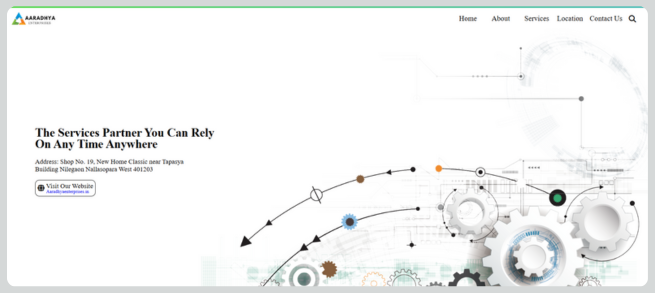 AARADHYA
ENTERPRISES
Home About Services Location Contact Us
The Services Partner You Can Rely
On Any Time Anywhere
Address: Shop No. 19, New Home Classic near Tapasya
Building Nilegaon Nallasopara West 401203
Visit Our Website
Aaradhyaenterprises.in